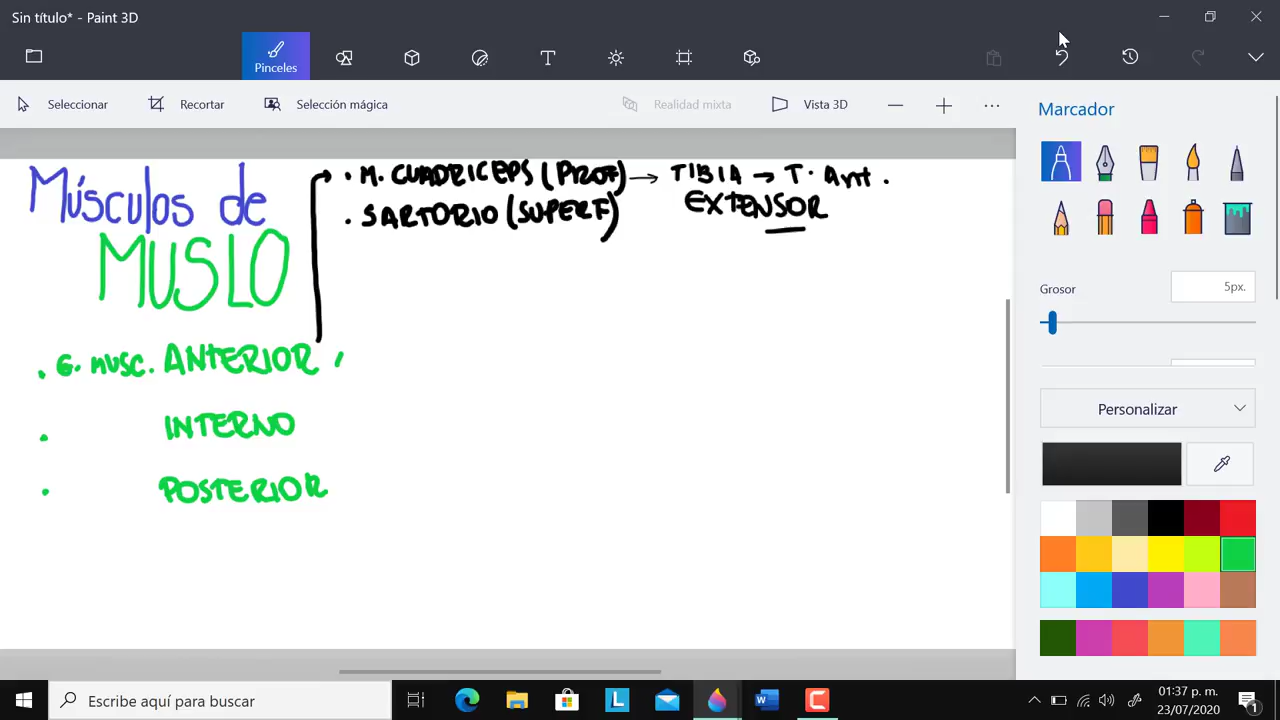 Sin título* - Paint 3D
Pinceles
Seleccionar
Recortar
Selección mágica
Realidad mixta
Vista 3D
Marcador
Grosor
5px.
Personalizar
Músculos de
MUSLO
. M. CUADRICEPS (PROF) → TIBIA → T. Ant.
. SARTORIO (SUPERF)
EXTENSOR
. G. MUSC. ANTERIOR
. INTERNO
. POSTERIOR
Escribe aquí para buscar
01:37 p. m.
23/07/2020
1